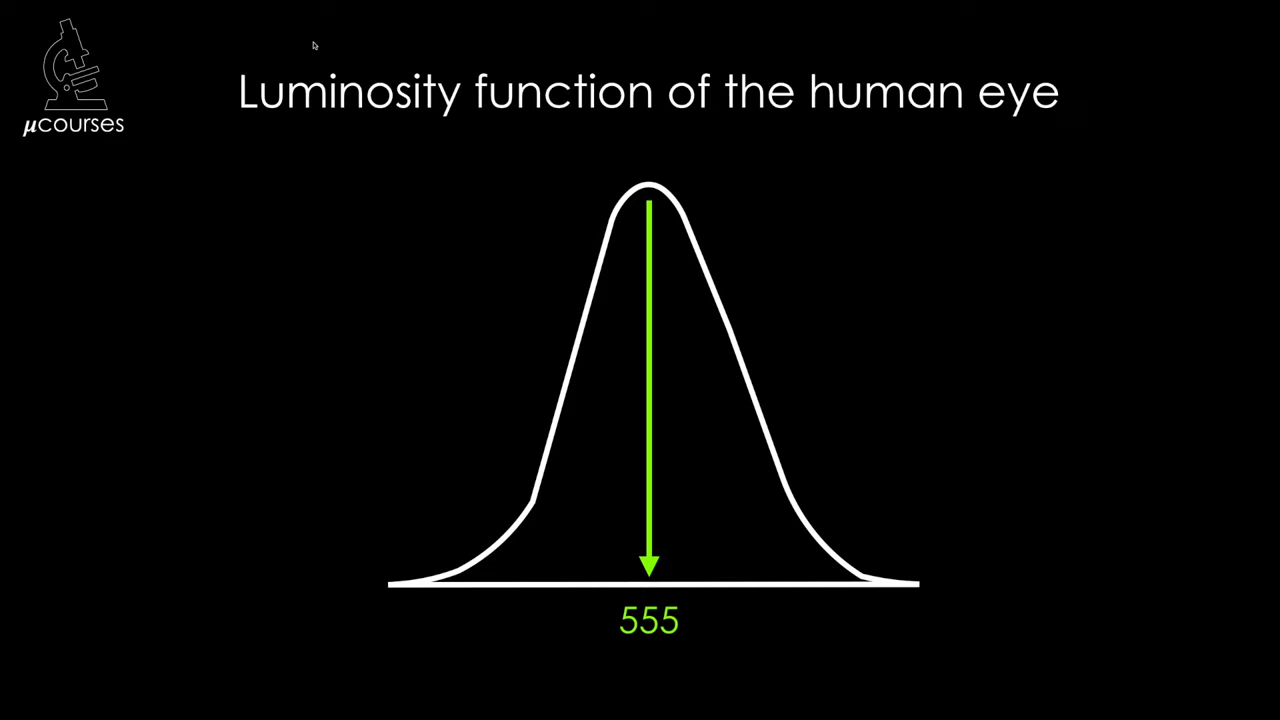 Luminosity function of the human eye
μcourses
555